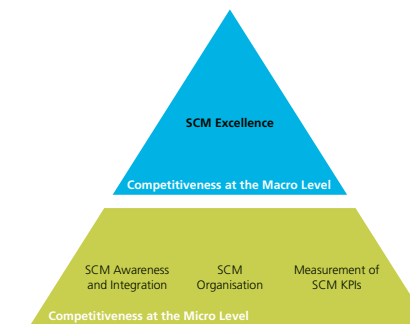 SCM Excellence
Competitiveness at the Macro Level
SCM Awareness
and Integration
SCM
Organisation
Measurement of
SCM KPIs
Competitiveness at the Micro Level